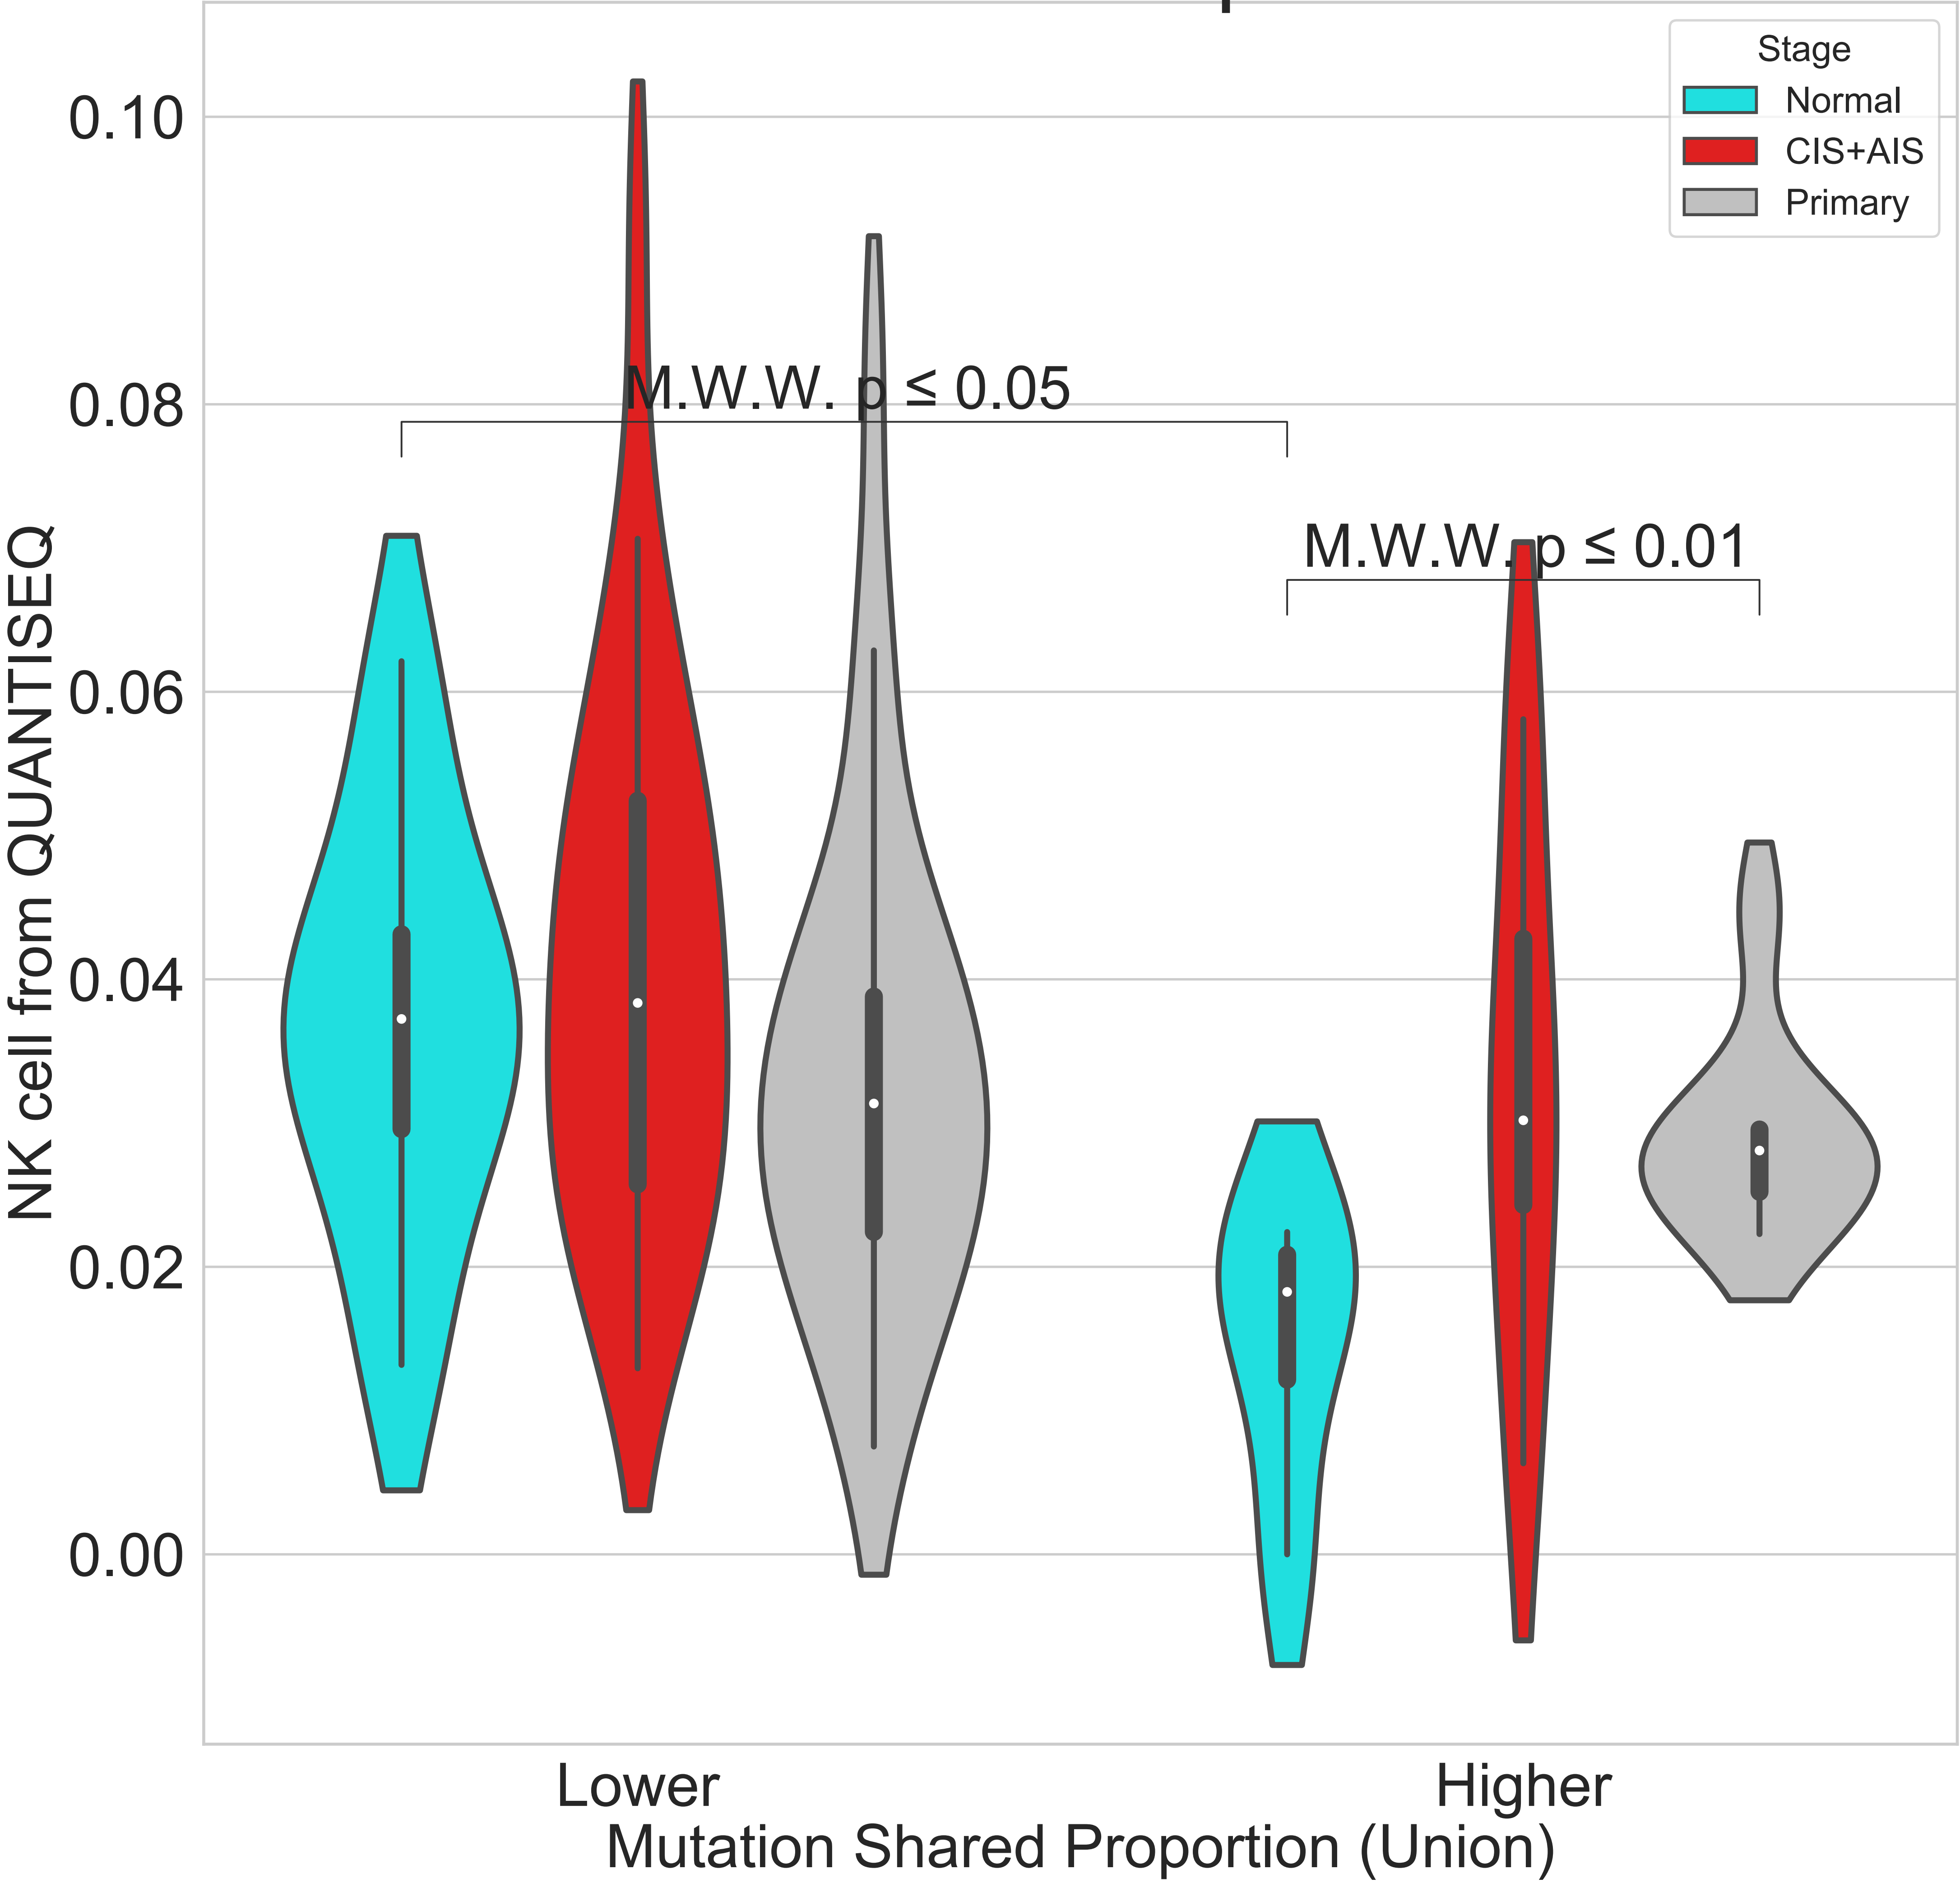 Stage
Normal
CIS+AIS
Primary
0.10
0.08
0.06
0.04
0.02
0.00
NK cell from QUANTISEQ
M.W.W. p ≤ 0.05
M.W.W. p ≤ 0.01
Lower
Higher
Mutation Shared Proportion (Union)